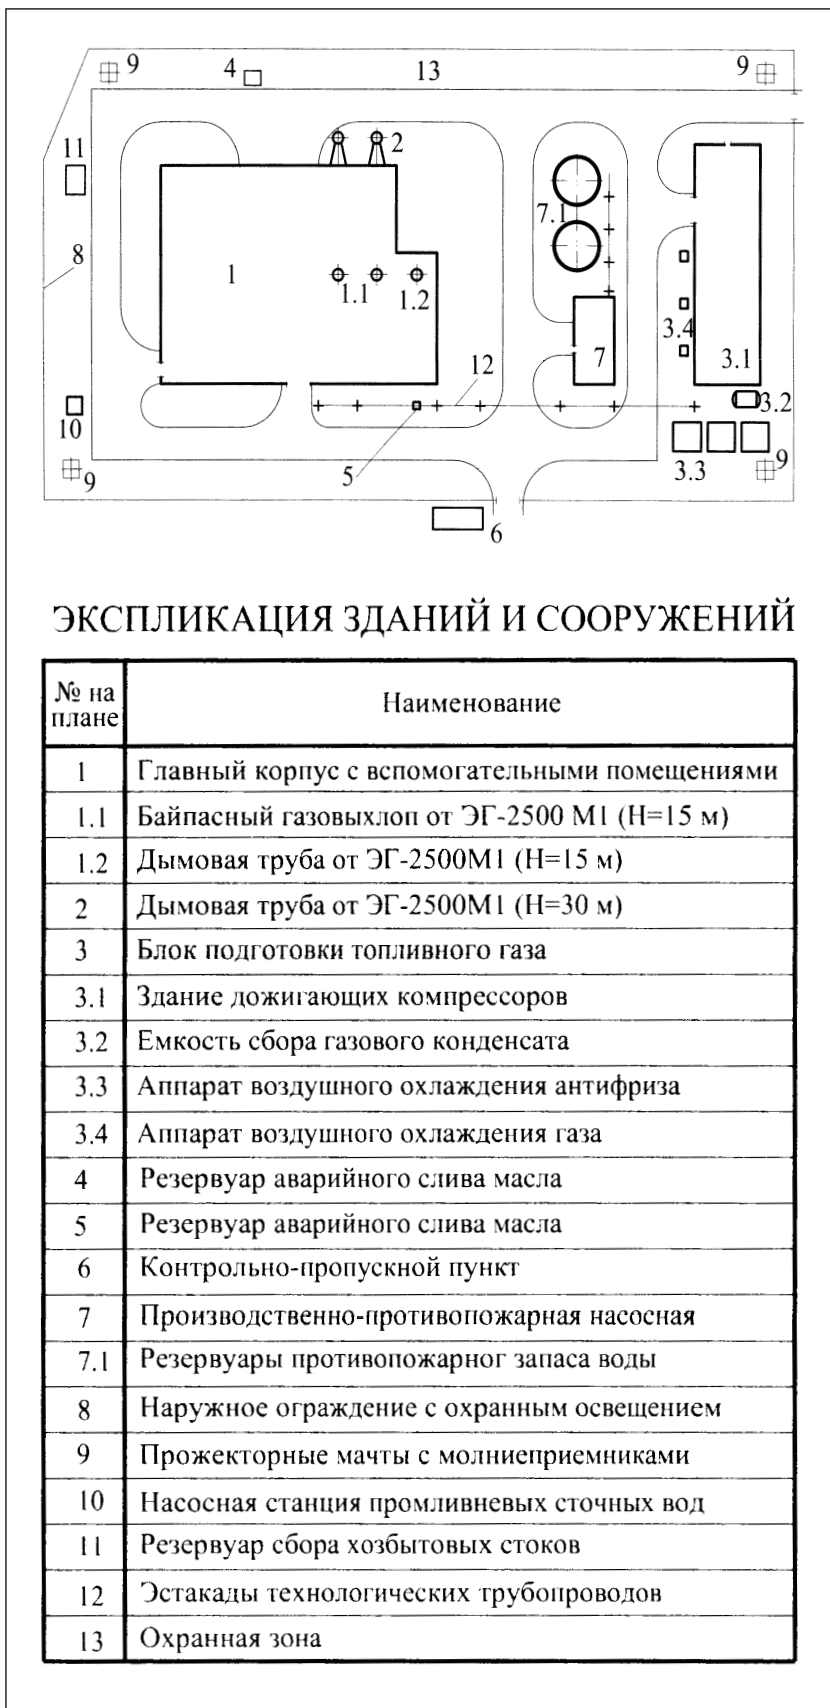 9
4
13
9
11
2
7.1
8
1
1.1
1.2
3.4
12
7
3.1
3.2
10
9
5
3.3
9
6
ЭКСПЛИКАЦИЯ ЗДАНИЙ И СООРУЖЕНИЙ
№ на плане Наименование
1 Главный корпус с вспомогательными помещениями
1.1 Байпасный газовыхлоп от ЭГ-2500 М1 (Н=15 м)
1.2 Дымовая труба от ЭГ-2500М1 (Н=15 м)
2 Дымовая труба от ЭГ-2500М1 (Н=30 м)
3 Блок подготовки топливного газа
3.1 Здание дожигающих компрессоров
3.2 Емкость сбора газового конденсата
3.3 Аппарат воздушного охлаждения антифриза
3.4 Аппарат воздушного охлаждения газа
4 Резервуар аварийного слива масла
5 Резервуар аварийного слива масла
6 Контрольно-пропускной пункт
7 Производственно-противопожарная насосная
7.1 Резервуары противопожарног запаса воды
8 Наружное ограждение с охранным освещением
9 Прожекторные мачты с молниеприемниками
10 Насосная станция промливневых сточных вод
11 Резервуар сбора хозбытовых стоков
12 Эстакады технологических трубопроводов
13 Охранная зона